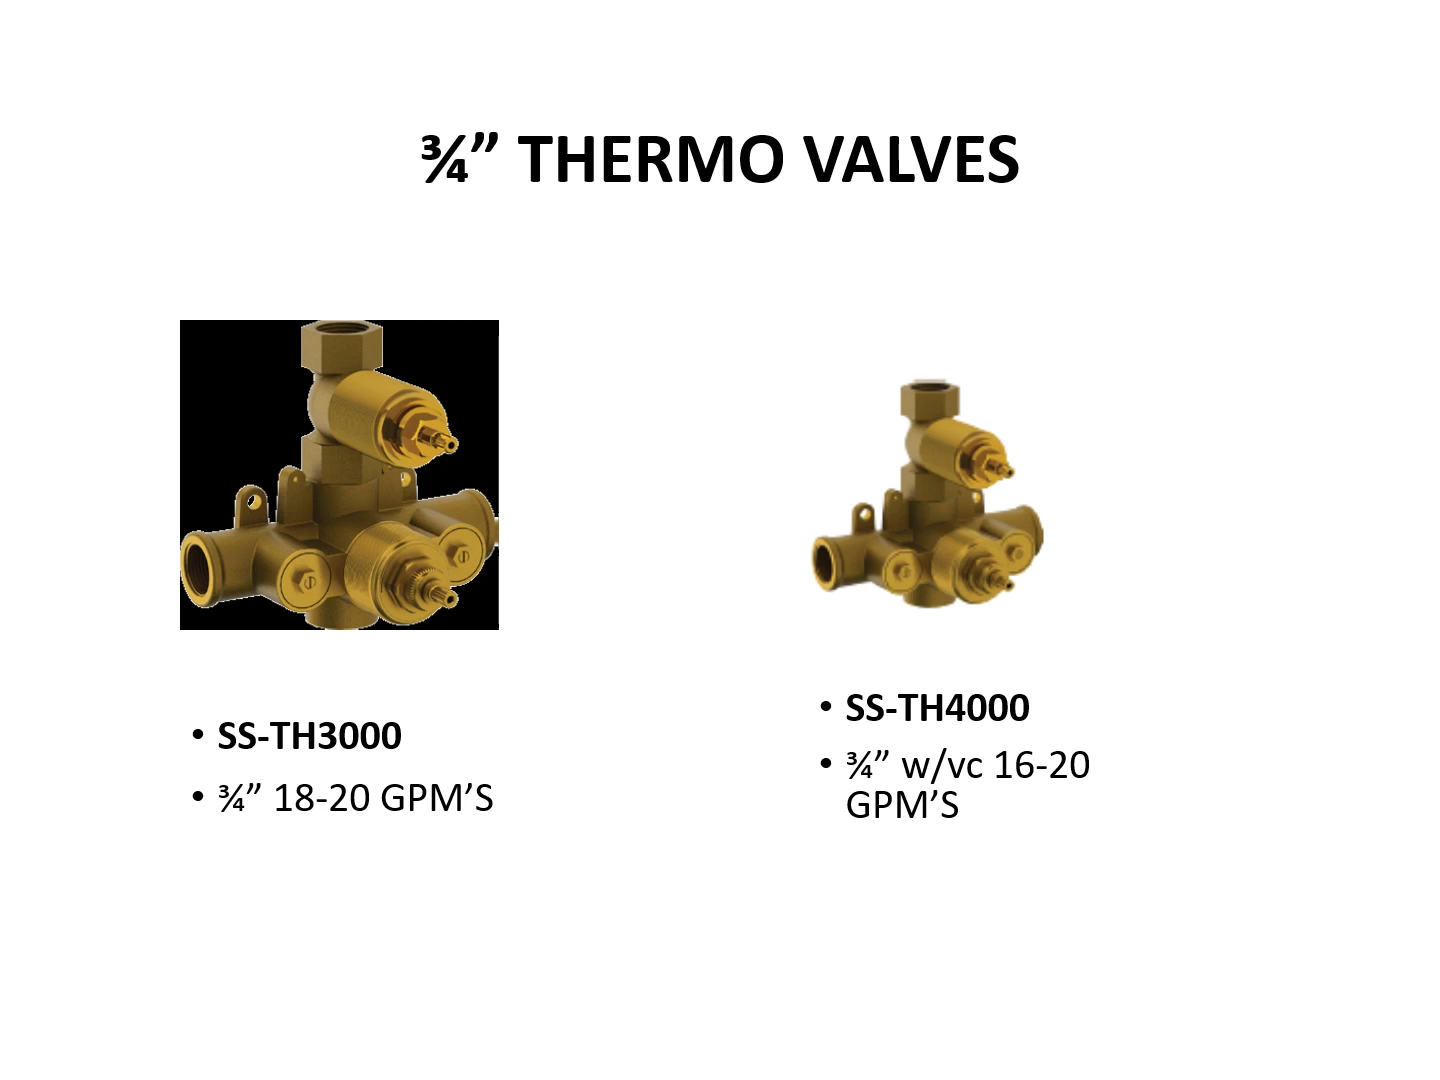 ¾” THERMO VALVES
• SS-TH3000
• ¾” 18-20 GPM’S
• SS-TH4000
• ¾” w/vc 16-20
GPM’S